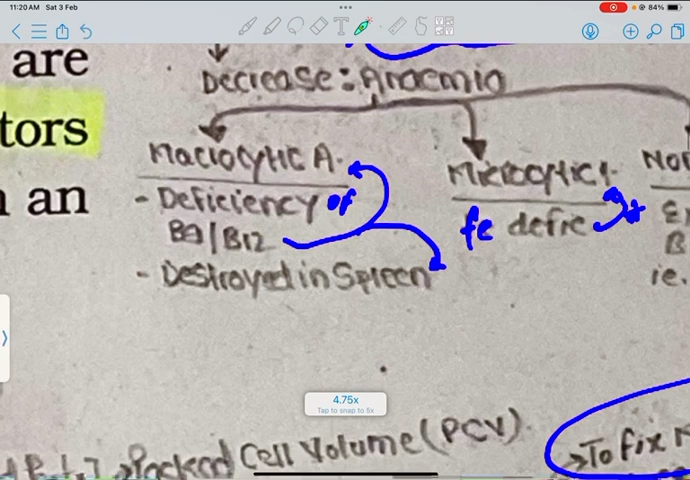 11:20 AM Sat 3 Feb
84%
are
tors
an
Decrease: Anaemia
Macrocytic A.
Microcytic
- Deficiency of
B9/B12
fe defic
- Destroyed in Spleen
ie.
4.75x
Tap to snap to 5x
Packed Cell Volume (PCV)
To fix